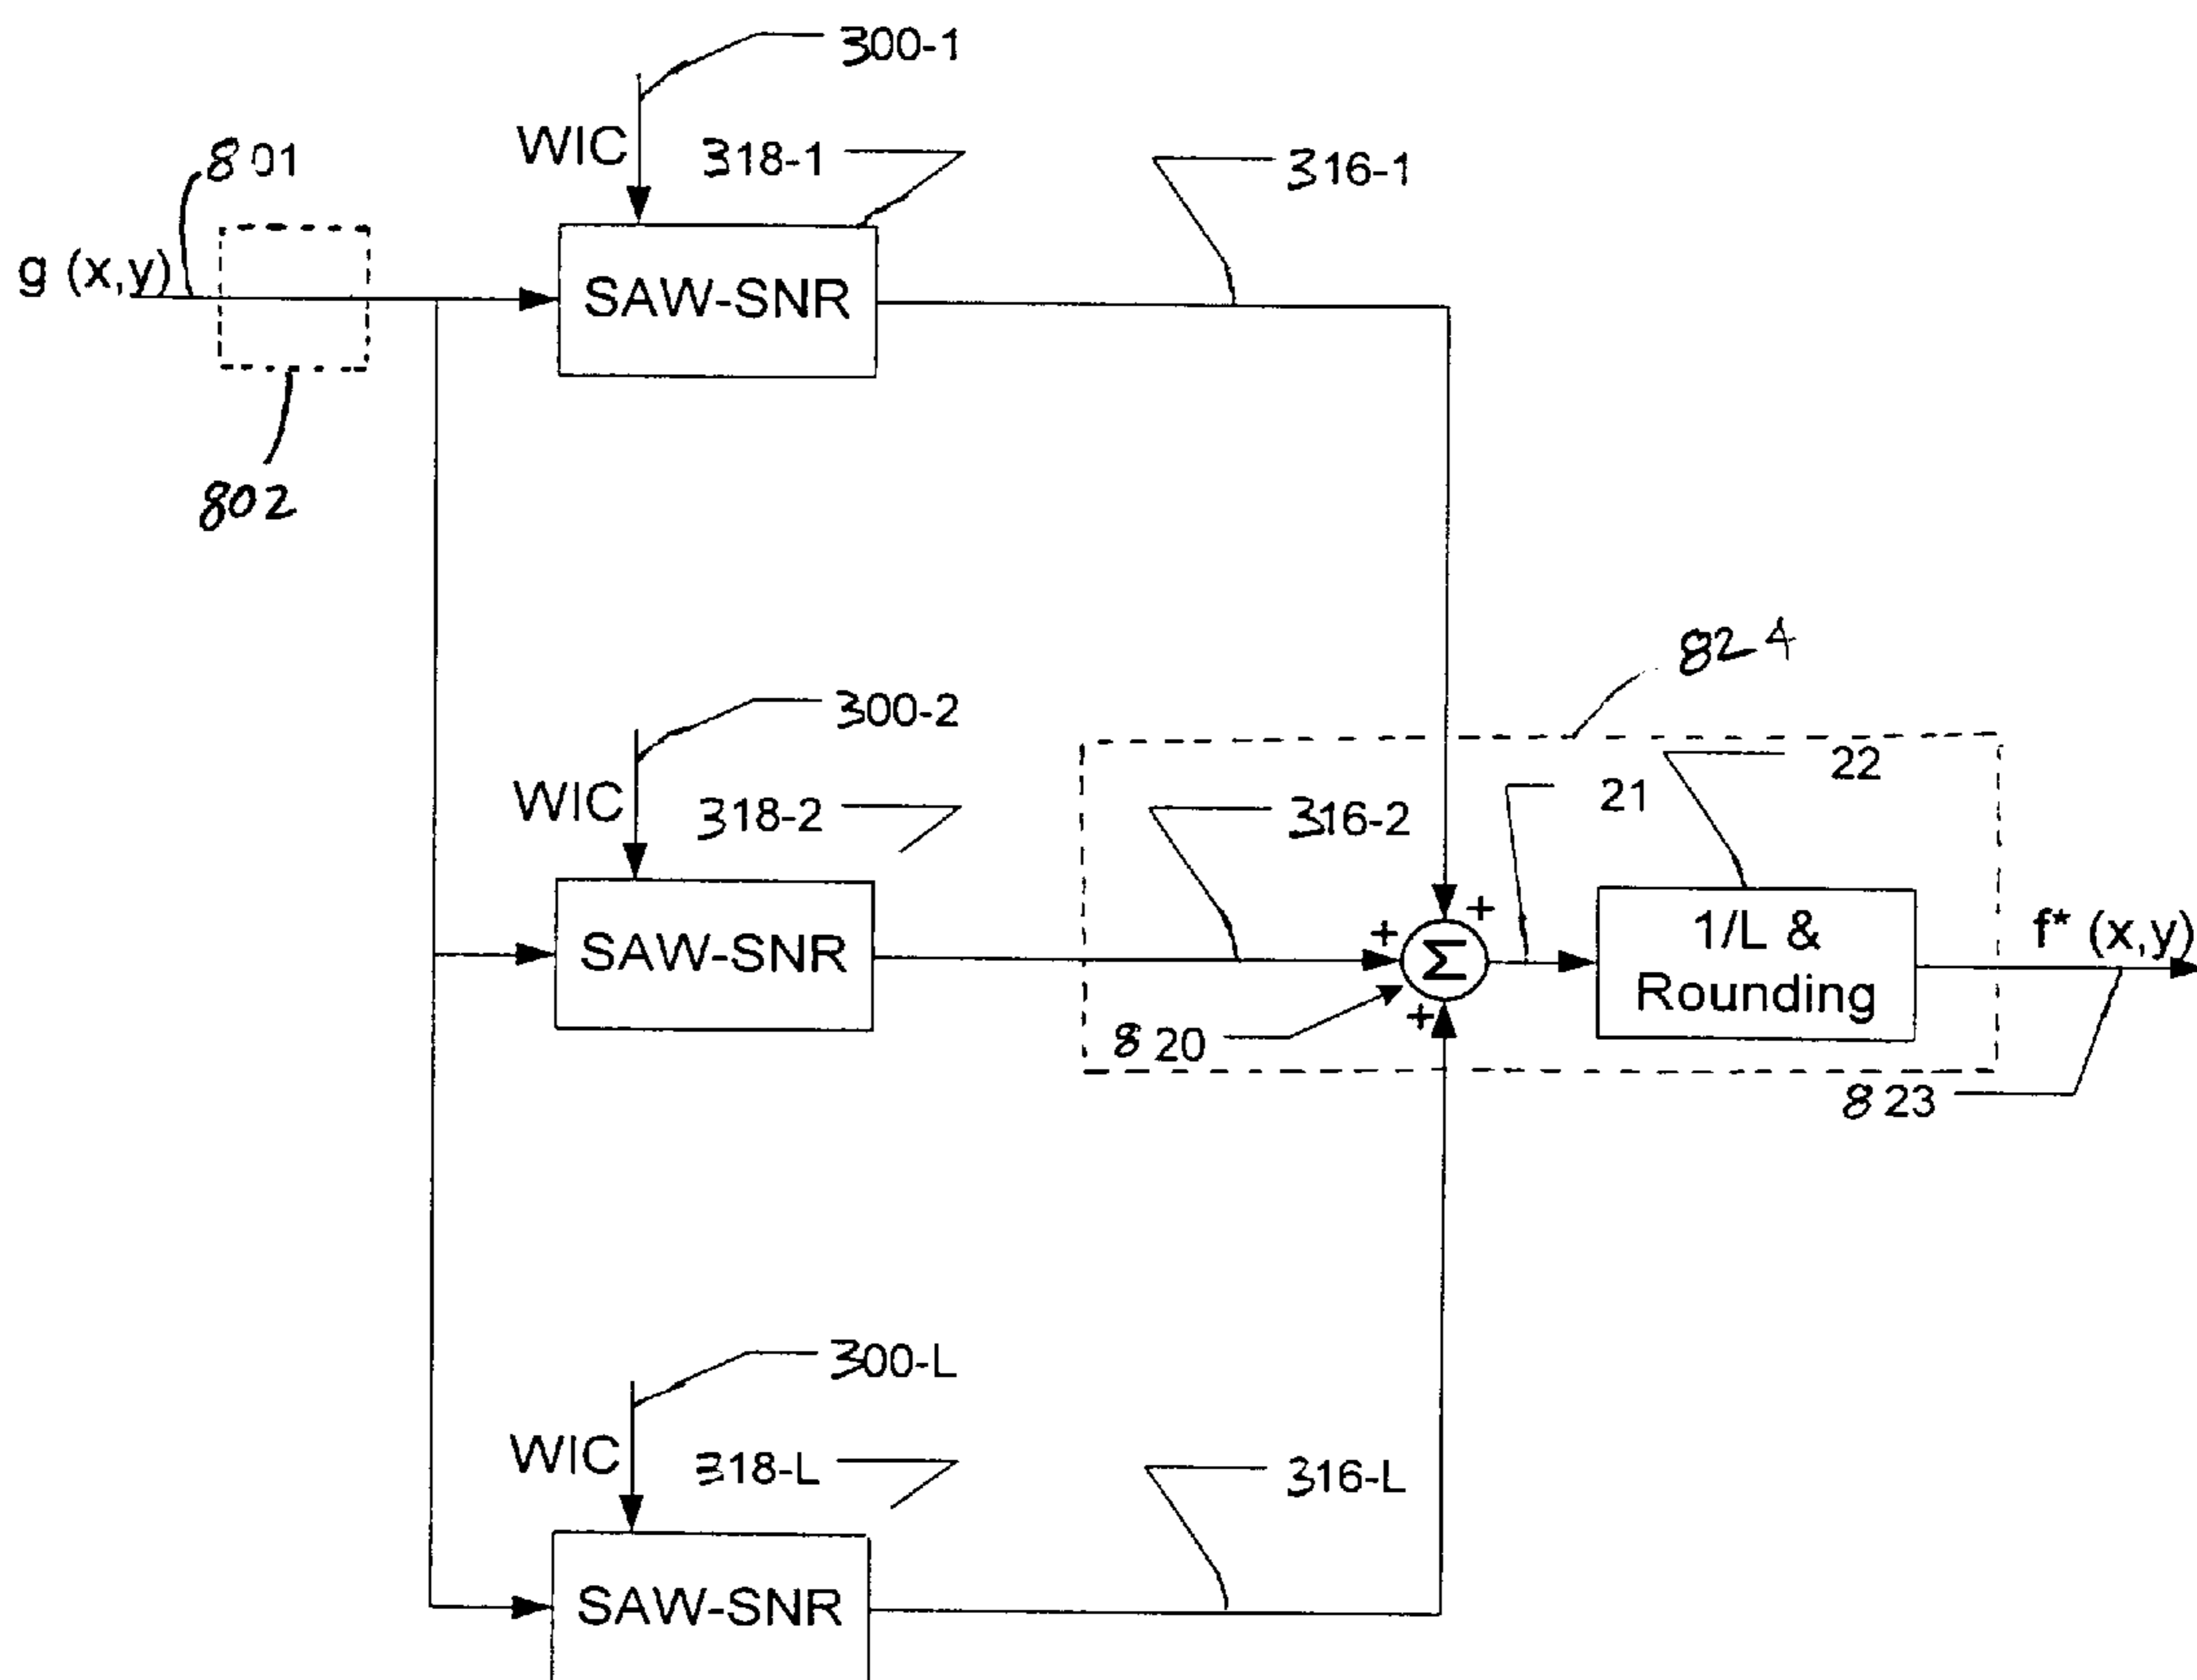 300-1
WIC
318-1
316-1
801
g (x,y)
SAW-SNR
802
300-2
824
WIC
318-2
316-2
21
22
+
+
SAW-SNR
Σ
1/L &
Rounding
f* (x,y)
+
820
823
300-L
WIC
318-L
316-L
SAW-SNR